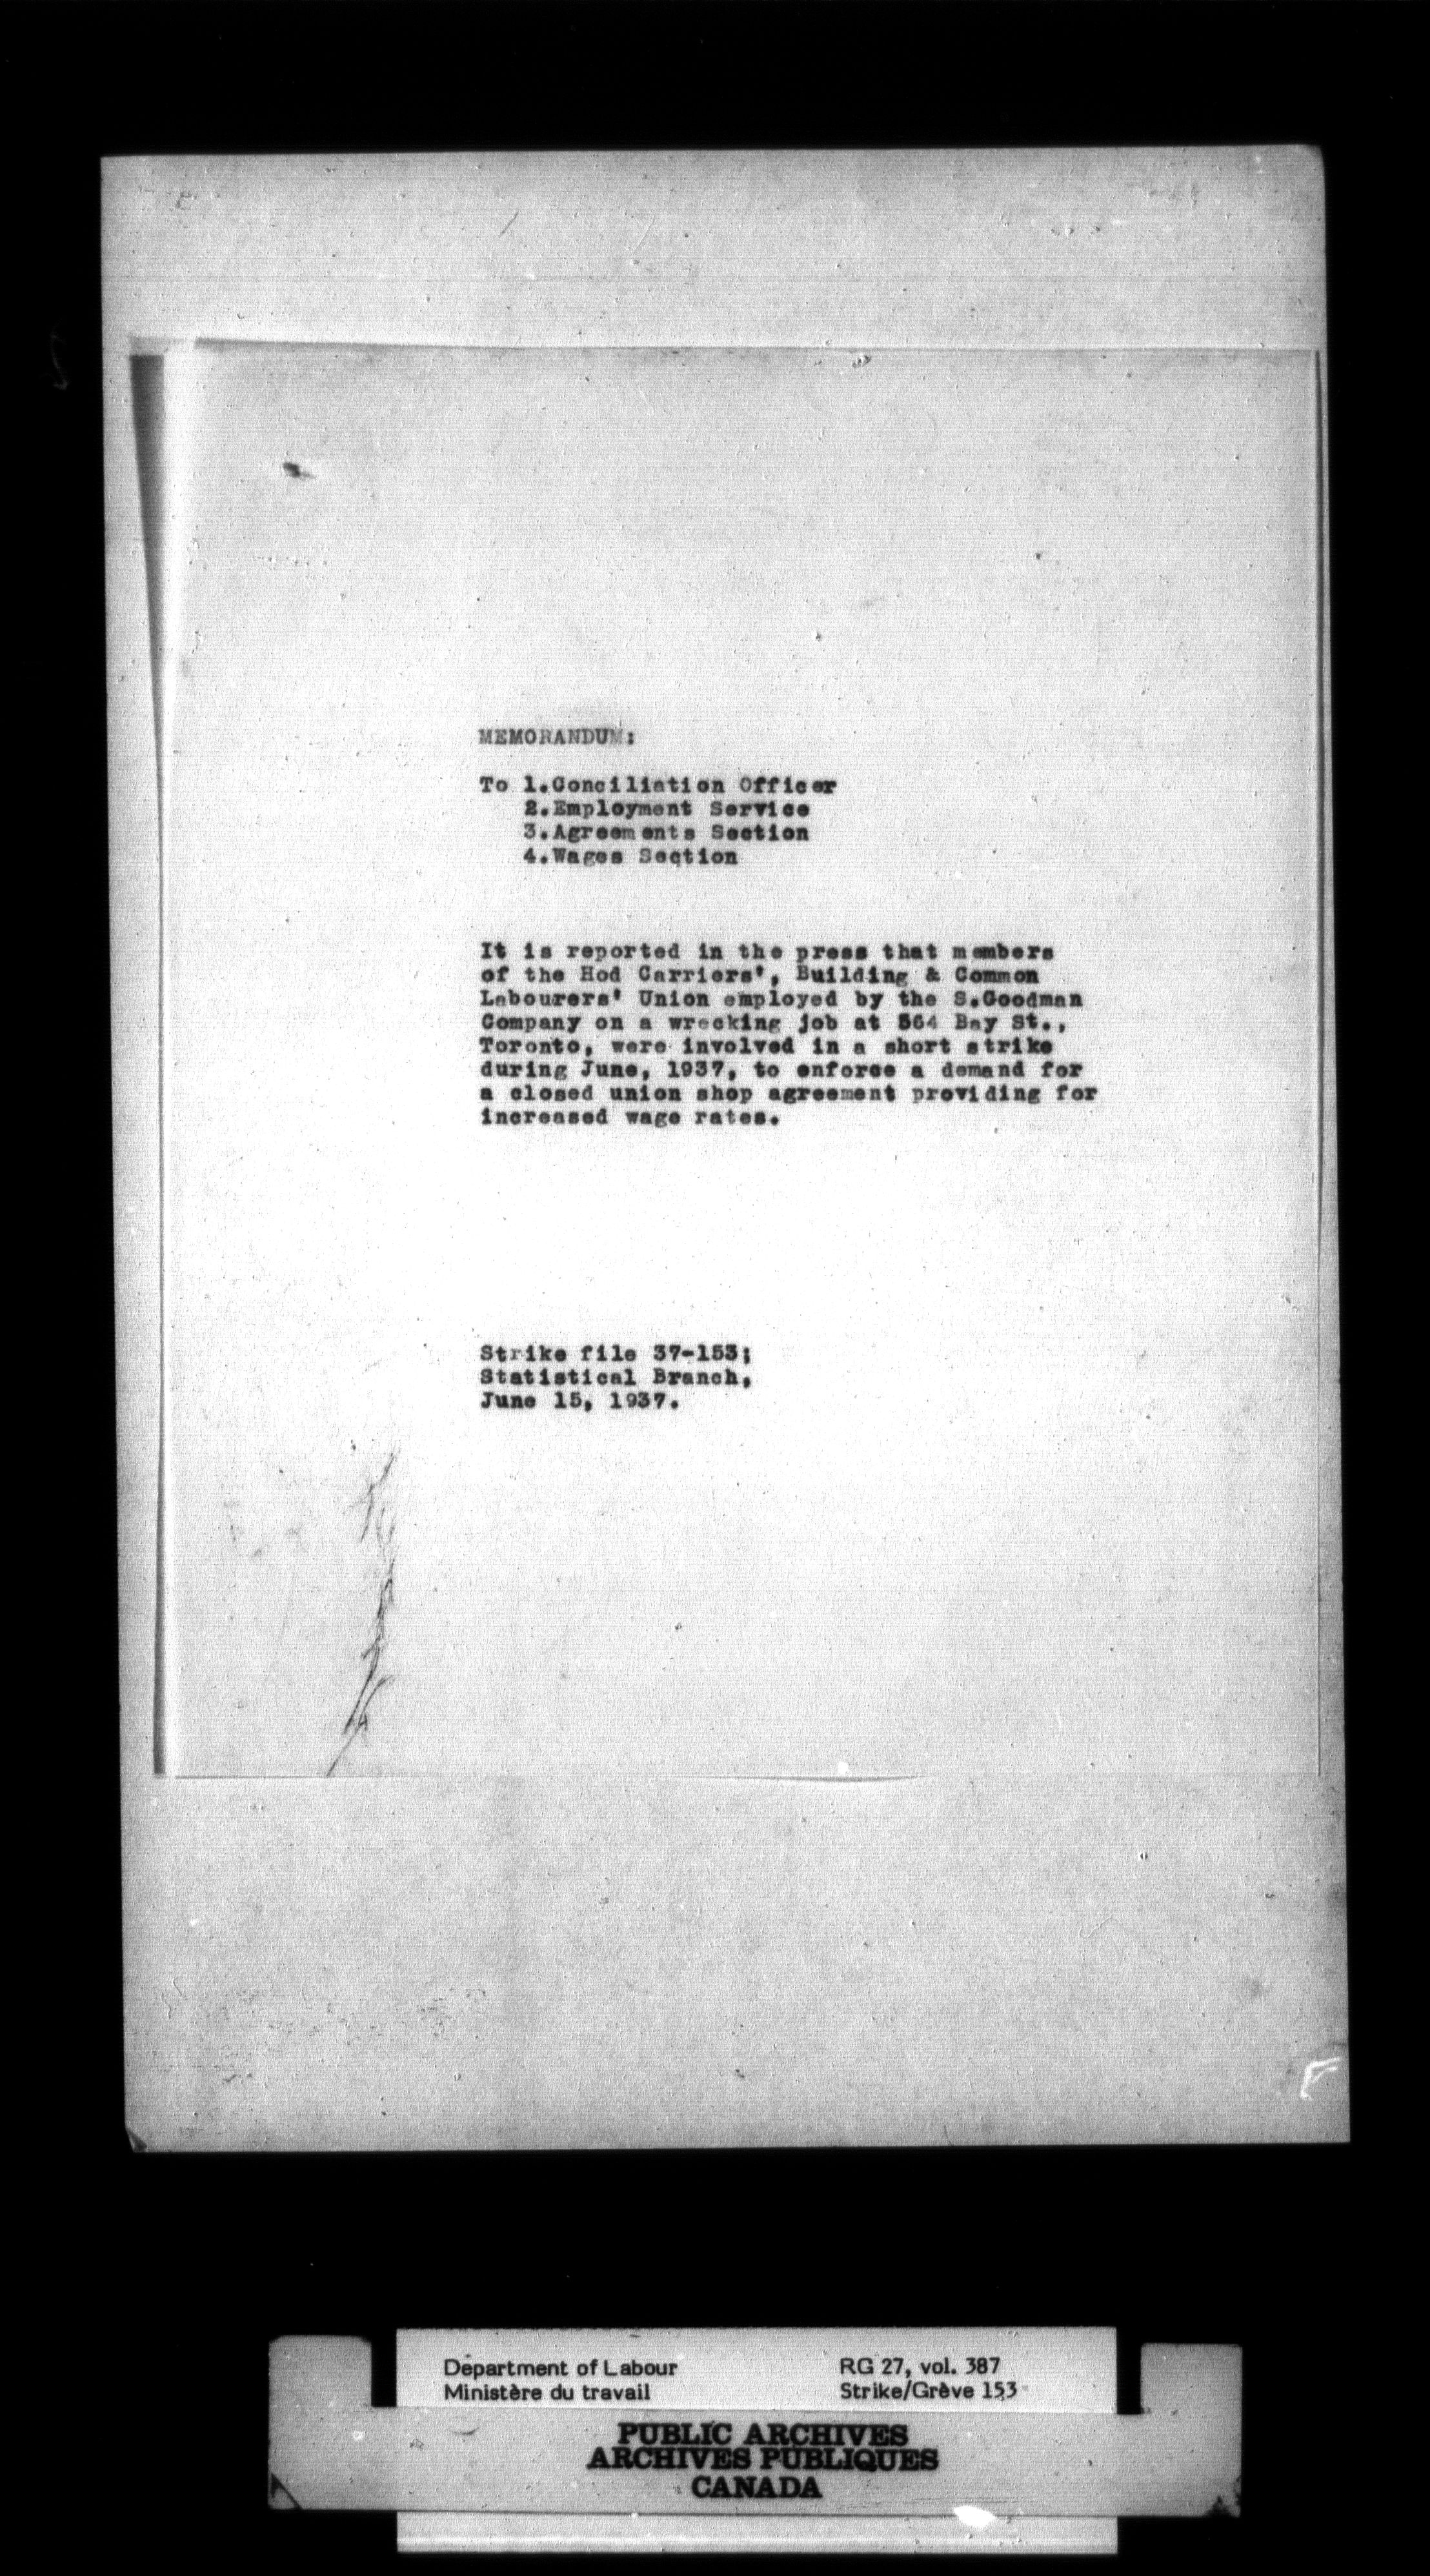 MEMORANDUM:
To 1.Conciliation Officer
2.Employment Service
3.Agreements Section
4.Wages Section
It is reported in the press that members
of the Hod Carriers', Building & Common
Labourers' Union employed by the S.Goodman
Company on a wrecking job at 564 Bay St.,
Toronto, were involved in a short strike
during June, 1937, to enforce a demand for
a closed union shop agreement providing for
increased wage rates.
Strike file 37-153;
Statistical Branch,
June 15, 1937.
Department of Labour
Ministère du travail
RG 27, vol. 387
Strike/Grève 153
PUBLIC ARCHIVES
ARCHIVES PUBLIQUES
CANADA